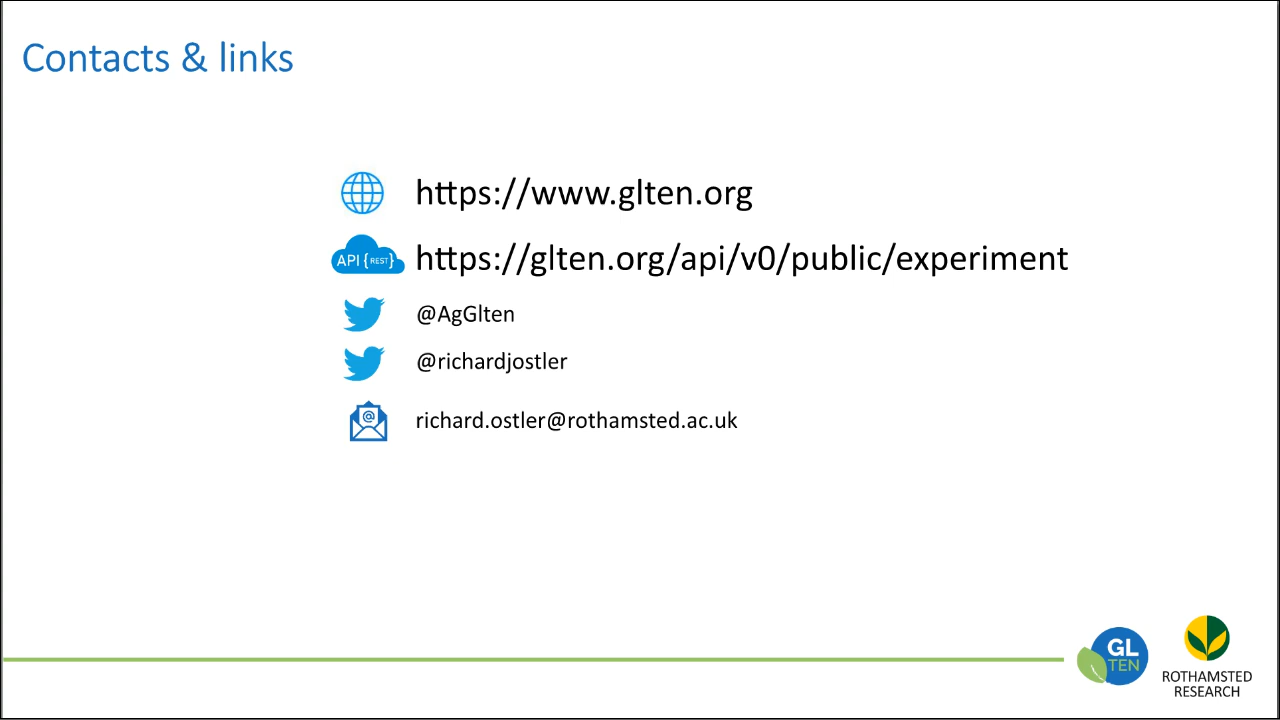 Contacts & links
https://www.glten.org
API {REST}
https://glten.org/api/v0/public/experiment
@AgGlten
@richardjostler
@
richard.ostler@rothamsted.ac.uk
GL
TEN
ROTHAMSTED
RESEARCH